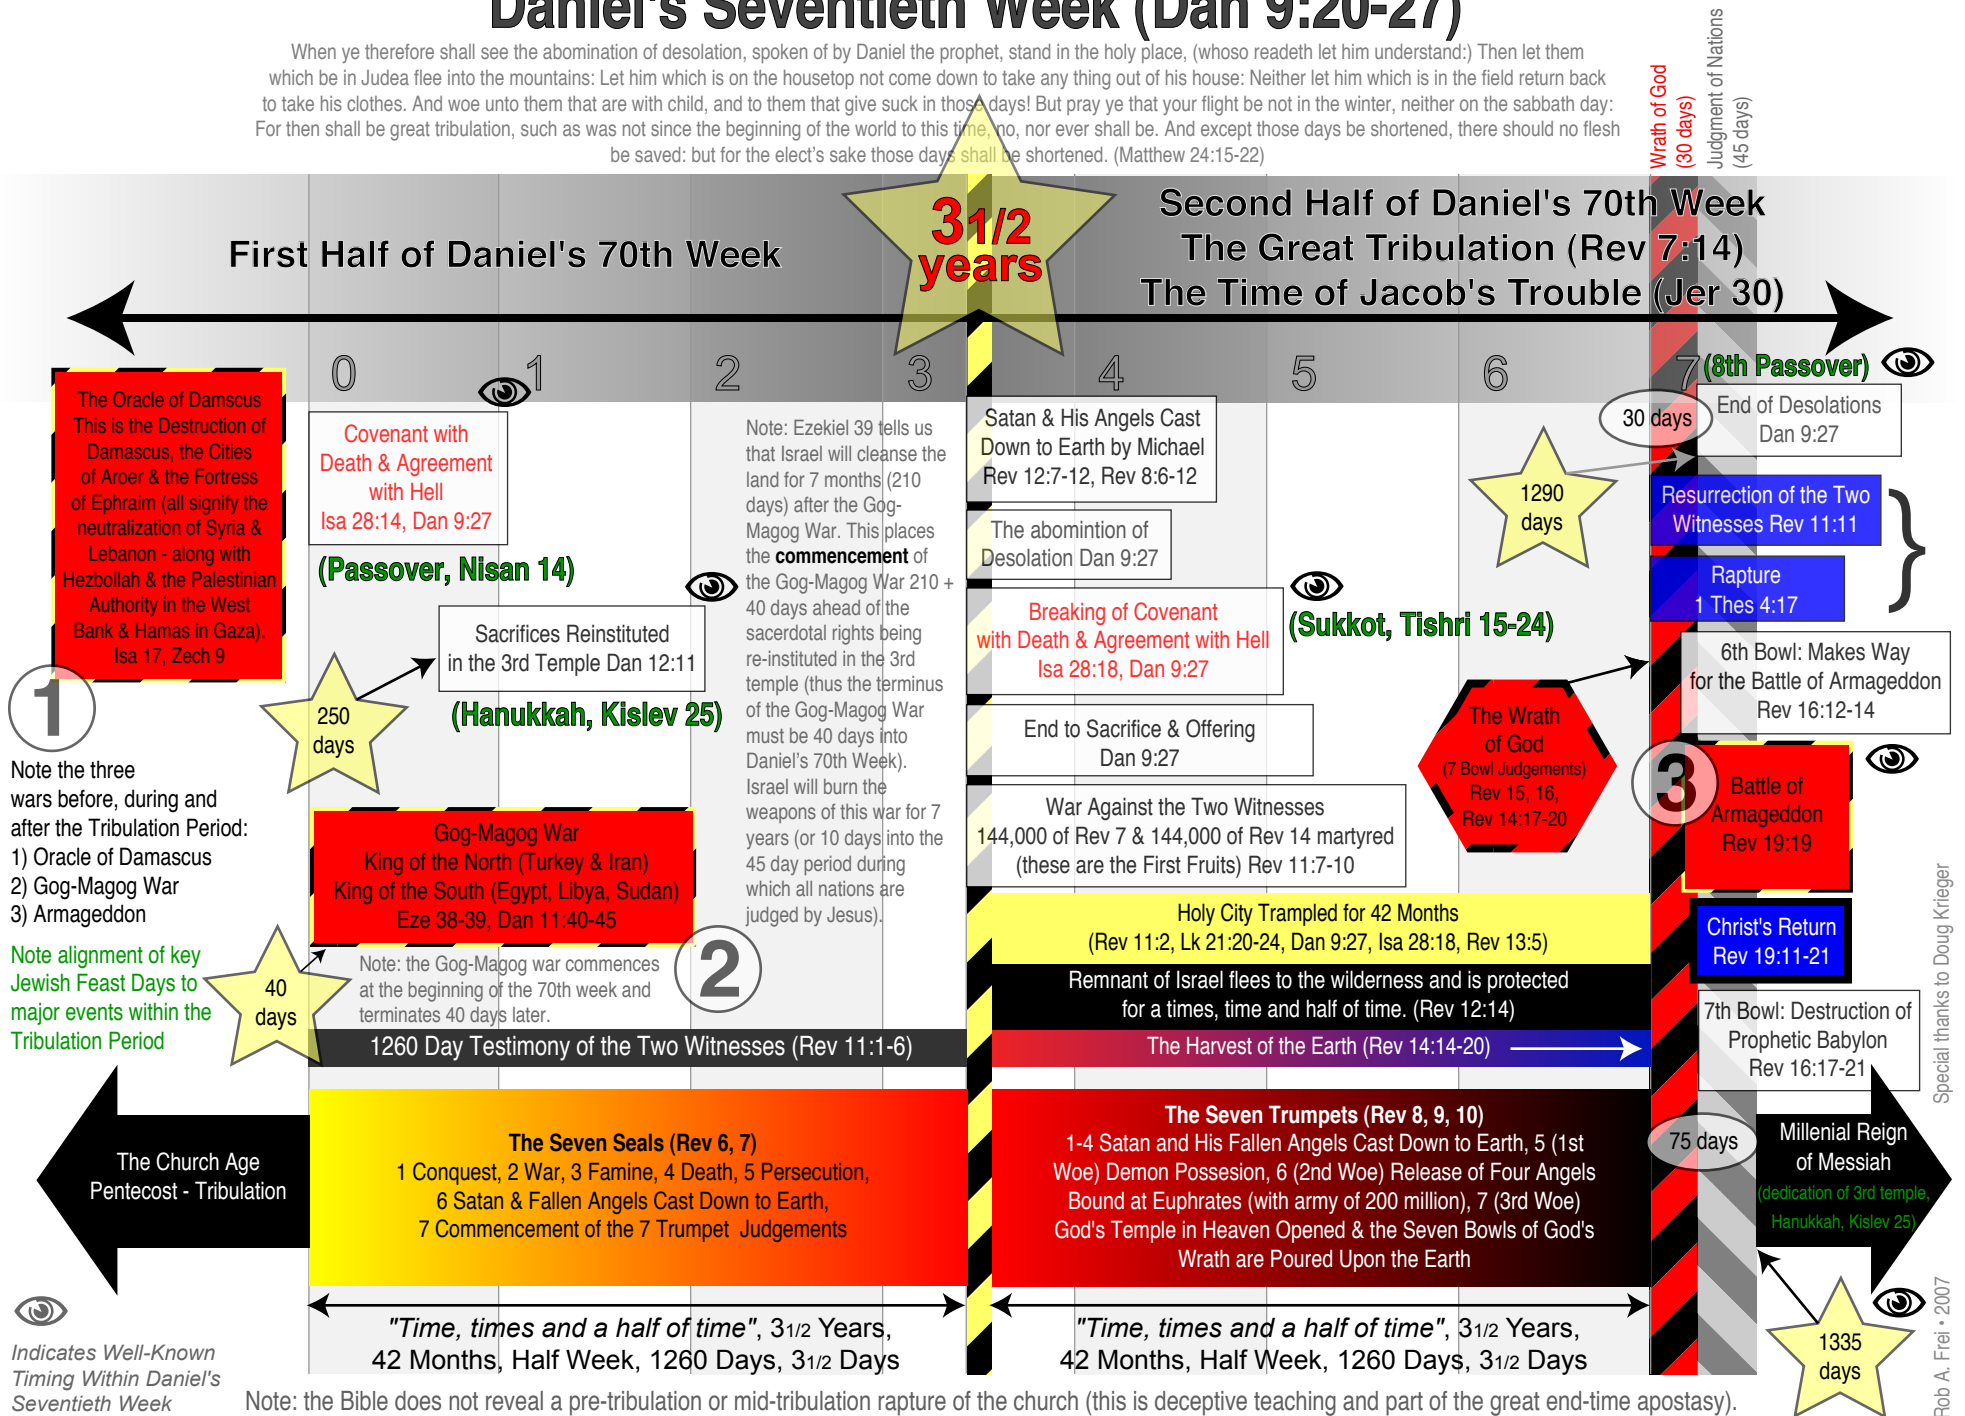 Daniel's Seventieth Week (Dan 9:20-27)
When ye therefore shall see the abomination of desolation, spoken of by Daniel the prophet, stand in the holy place, (whoso readeth let him understand:) Then let them
which be in Judea flee into the mountains: Let him which is on the housetop not come down to take any thing out of his house: Neither let him which is in the field return back
to take his clothes. And woe unto them that are with child, and to them that give suck in those days! But pray ye that your flight be not in the winter, neither on the sabbath day:
For then shall be great tribulation, such as was not since the beginning of the world to this time, no, nor ever shall be. And except those days be shortened, there should no flesh
be saved: but for the elect's sake those days shall be shortened. (Matthew 24:15-22)
Wrath of God
(30 days)
Judgment of Nations
(45 days)
First Half of Daniel's 70th Week
3 1/2
years
Second Half of Daniel's 70th Week
The Great Tribulation (Rev 7:14)
The Time of Jacob's Trouble (Jer 30)
0
1
2
3
4
5
6
7
(8th Passover)
The Oracle of Damscus
This is the Destruction of
Damascus, the Cities
of Aroer & the Fortress
of Ephraim (all signify the
neutralization of Syria &
Lebanon - along with
Hezbollah & the Palestinian
Authority in the West
Bank & Hamas in Gaza).
Isa 17, Zech 9
1
Note the three
wars before, during and
after the Tribulation Period:
1) Oracle of Damascus
2) Gog-Magog War
3) Armageddon
Note alignment of key
Jewish Feast Days to
major events within the
Tribulation Period
Covenant with
Death & Agreement
with Hell
Isa 28:14, Dan 9:27
(Passover, Nisan 14)
Sacrifices Reinstituted
in the 3rd Temple Dan 12:11
(Hanukkah, Kislev 25)
250
days
Gog-Magog War
King of the North (Turkey & Iran)
King of the South (Egypt, Libya, Sudan)
Eze 38-39, Dan 11:40-45
2
40
days
Note: the Gog-Magog war commences
at the beginning of the 70th week and
terminates 40 days later.
Note: Ezekiel 39 tells us
that Israel will cleanse the
land for 7 months (210
days) after the Gog-
Magog War. This places
the commencement of
the Gog-Magog War 210 +
40 days ahead of the
sacerdotal rights being
re-instituted in the 3rd
temple (thus the terminus
of the Gog-Magog War
must be 40 days into
Daniel's 70th Week).
Israel will burn the
weapons of this war for 7
years (or 10 days into the
45 day period during
which all nations are
judged by Jesus).
Satan & His Angels Cast
Down to Earth by Michael
Rev 12:7-12, Rev 8:6-12
The abomintion of
Desolation Dan 9:27
Breaking of Covenant
with Death & Agreement with Hell
Isa 28:18, Dan 9:27
(Sukkot, Tishri 15-24)
End to Sacrifice & Offering
Dan 9:27
War Against the Two Witnesses
144,000 of Rev 7 & 144,000 of Rev 14 martyred
(these are the First Fruits) Rev 11:7-10
30 days
End of Desolations
Dan 9:27
1290
days
Resurrection of the Two
Witnesses Rev 11:11
Rapture
1 Thes 4:17
6th Bowl: Makes Way
for the Battle of Armageddon
Rev 16:12-14
The Wrath
of God
(7 Bowl Judgements)
Rev 15, 16,
Rev 14:17-20
3
Battle of
Armageddon
Rev 19:19
Christ's Return
Rev 19:11-21
7th Bowl: Destruction of
Prophetic Babylon
Rev 16:17-21
Holy City Trampled for 42 Months
(Rev 11:2, Lk 21:20-24, Dan 9:27, Isa 28:18, Rev 13:5)
Remnant of Israel flees to the wilderness and is protected
for a times, time and half of time. (Rev 12:14)
1260 Day Testimony of the Two Witnesses (Rev 11:1-6)
The Harvest of the Earth (Rev 14:14-20)
The Church Age
Pentecost - Tribulation
The Seven Seals (Rev 6, 7)
1 Conquest, 2 War, 3 Famine, 4 Death, 5 Persecution,
6 Satan & Fallen Angels Cast Down to Earth,
7 Commencement of the 7 Trumpet Judgements
The Seven Trumpets (Rev 8, 9, 10)
1-4 Satan and His Fallen Angels Cast Down to Earth, 5 (1st
Woe) Demon Possesion, 6 (2nd Woe) Release of Four Angels
Bound at Euphrates (with army of 200 million), 7 (3rd Woe)
God's Temple in Heaven Opened & the Seven Bowls of God's
Wrath are Poured Upon the Earth
75 days
Millenial Reign
of Messiah
(dedication of 3rd temple,
Hanukkah, Kislev 25)
1335
days
"Time, times and a half of time", 3 1/2 Years,
42 Months, Half Week, 1260 Days, 3 1/2 Days
"Time, times and a half of time", 3 1/2 Years,
42 Months, Half Week, 1260 Days, 3 1/2 Days
Indicates Well-Known
Timing Within Daniel's
Seventieth Week
Note: the Bible does not reveal a pre-tribulation or mid-tribulation rapture of the church (this is deceptive teaching and part of the great end-time apostasy).
Special thanks to Doug Krieger
Rob A. Frei • 2007